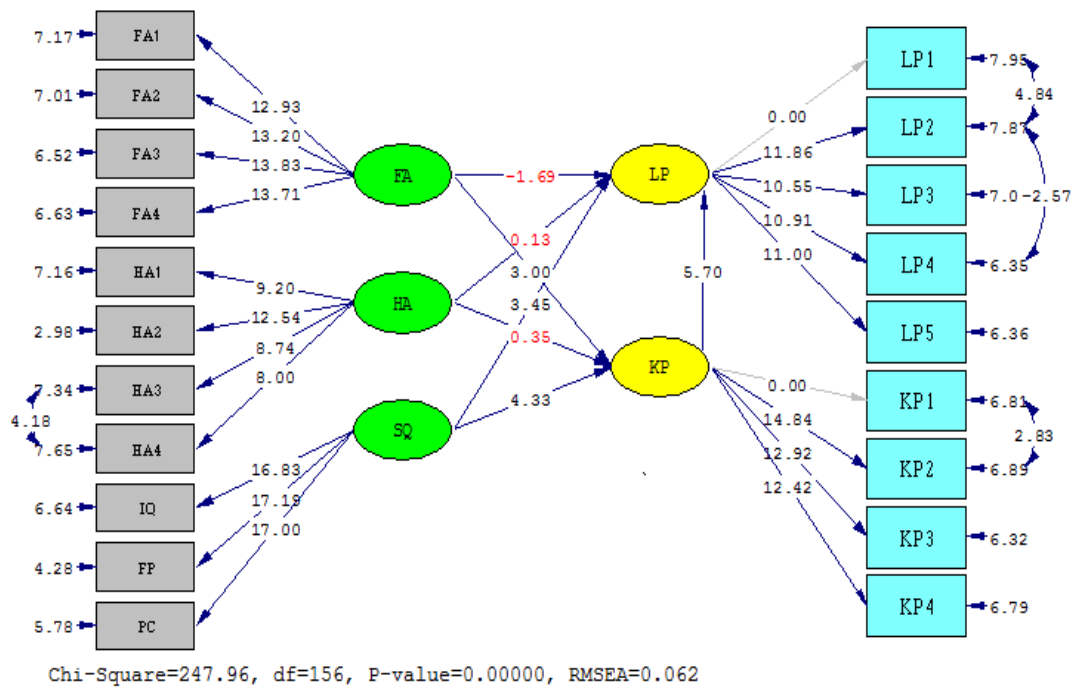 7.17 FA1
7.01 FA2
6.52 FA3
6.63 FA4
7.16 HA1
2.98 HA2
7.34 HA3
4.18
7.65 HA4
6.64 IQ
4.28 FP
5.78 PC
12.93
13.20
13.83
13.71
9.20
12.54
8.74
8.00
16.83
17.19
17.00
FA
HA
SQ
-1.69
0.13
3.00
3.45
0.35
4.33
LP
5.70
KP
0.00
11.86
10.55
10.91
11.00
0.00
14.84
12.92
12.42
LP1 7.95
4.84
LP2 7.87
LP3 7.0-2.57
LP4 6.35
LP5 6.36
KP1 6.81
2.83
KP2 6.89
KP3 6.32
KP4 6.79
Chi-Square=247.96, df=156, P-value=0.00000, RMSEA=0.062